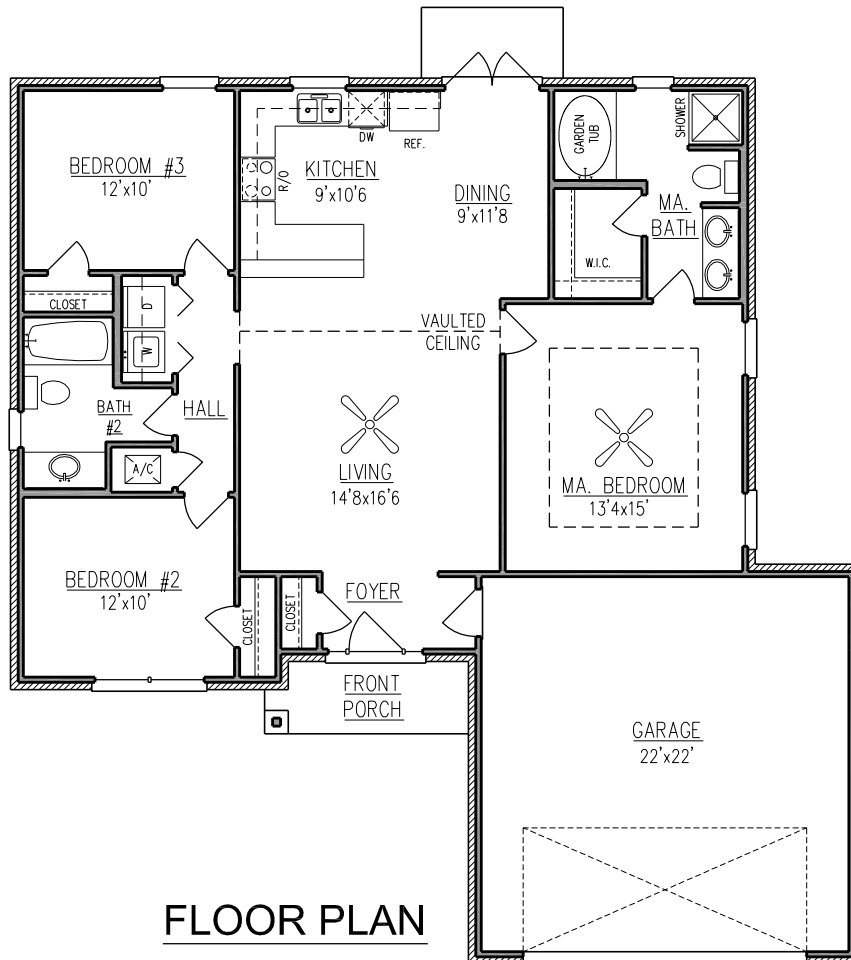 BEDROOM #3
12'x10'
KITCHEN
9'x10'6
R/O
DW
REF.
DINING
9'x11'8
GARDEN
TUB
SHOWER
MA.
BATH
W.I.C.
CLOSET
D
W
VAULTED
CEILING
BATH
#2
HALL
A/C
LIVING
14'8x16'6
MA. BEDROOM
13'4x15'
BEDROOM #2
12'x10'
CLOSET
CLOSET
FOYER
FRONT
PORCH
GARAGE
22'x22'
FLOOR PLAN